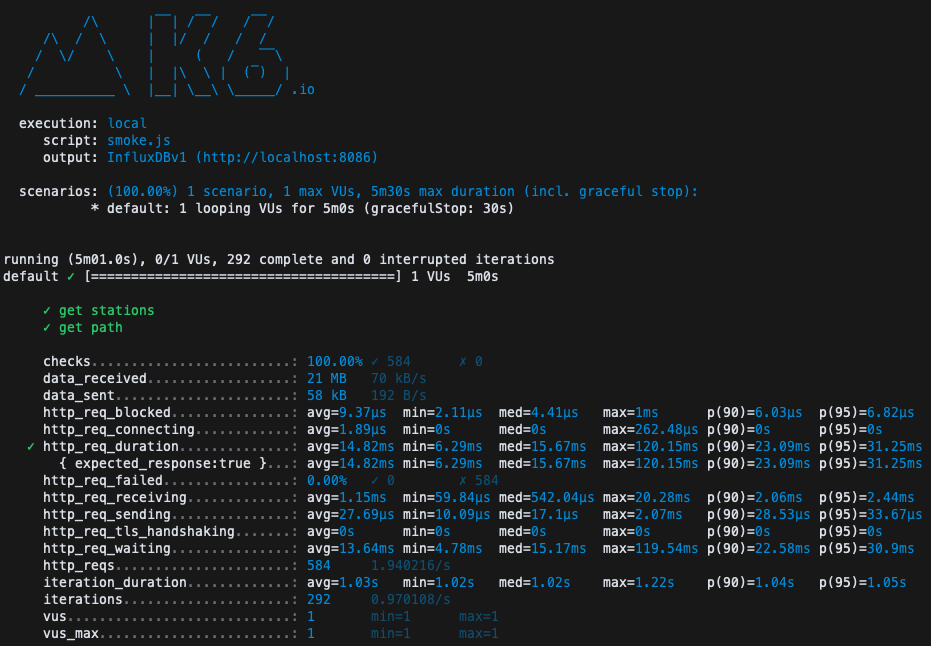 /\      |‾‾| /‾‾/   /‾‾/
     /\  /  \     |  |/  /   /  /
    /  \/    \    |     (   /   ‾‾\
   /          \   |  |\  \ |  (‾)  |
  / __________ \  |__| \__\ \_____/ .io
  execution: local
     script: smoke.js
     output: InfluxDBv1 (http://localhost:8086)
  scenarios: (100.00%) 1 scenario, 1 max VUs, 5m30s max duration (incl. graceful stop):
           * default: 1 looping VUs for 5m0s (gracefulStop: 30s)
running (5m01.0s), 0/1 VUs, 292 complete and 0 interrupted iterations
default ✓ [======================================] 1 VUs  5m0s
     ✓ get stations
     ✓ get path
     checks.........................: 100.00% ✓ 584      ✗ 0
     data_received..................: 21 MB   70 kB/s
     data_sent......................: 58 kB   192 B/s
     http_req_blocked...............: avg=9.37µs  min=2.11µs  med=4.41µs   max=1ms      p(90)=6.03µs  p(95)=6.82µs
     http_req_connecting............: avg=1.89µs  min=0s      med=0s       max=262.48µs p(90)=0s      p(95)=0s
   ✓ http_req_duration..............: avg=14.82ms min=6.29ms  med=15.67ms  max=120.15ms p(90)=23.09ms p(95)=31.25ms
       { expected_response:true }...: avg=14.82ms min=6.29ms  med=15.67ms  max=120.15ms p(90)=23.09ms p(95)=31.25ms
     http_req_failed................: 0.00%   ✓ 0        ✗ 584
     http_req_receiving.............: avg=1.15ms  min=59.84µs med=542.04µs max=20.28ms  p(90)=2.06ms  p(95)=2.44ms
     http_req_sending...............: avg=27.69µs min=10.09µs med=17.1µs   max=2.07ms   p(90)=28.53µs p(95)=33.67µs
     http_req_tls_handshaking.......: avg=0s      min=0s      med=0s       max=0s       p(90)=0s      p(95)=0s
     http_req_waiting...............: avg=13.64ms min=4.78ms  med=15.17ms  max=119.54ms p(90)=22.58ms p(95)=30.9ms
     http_reqs......................: 584     1.940216/s
     iteration_duration.............: avg=1.03s   min=1.02s   med=1.02s    max=1.22s    p(90)=1.04s   p(95)=1.05s
     iterations.....................: 292     0.970108/s
     vus............................: 1       min=1      max=1
     vus_max........................: 1       min=1      max=1